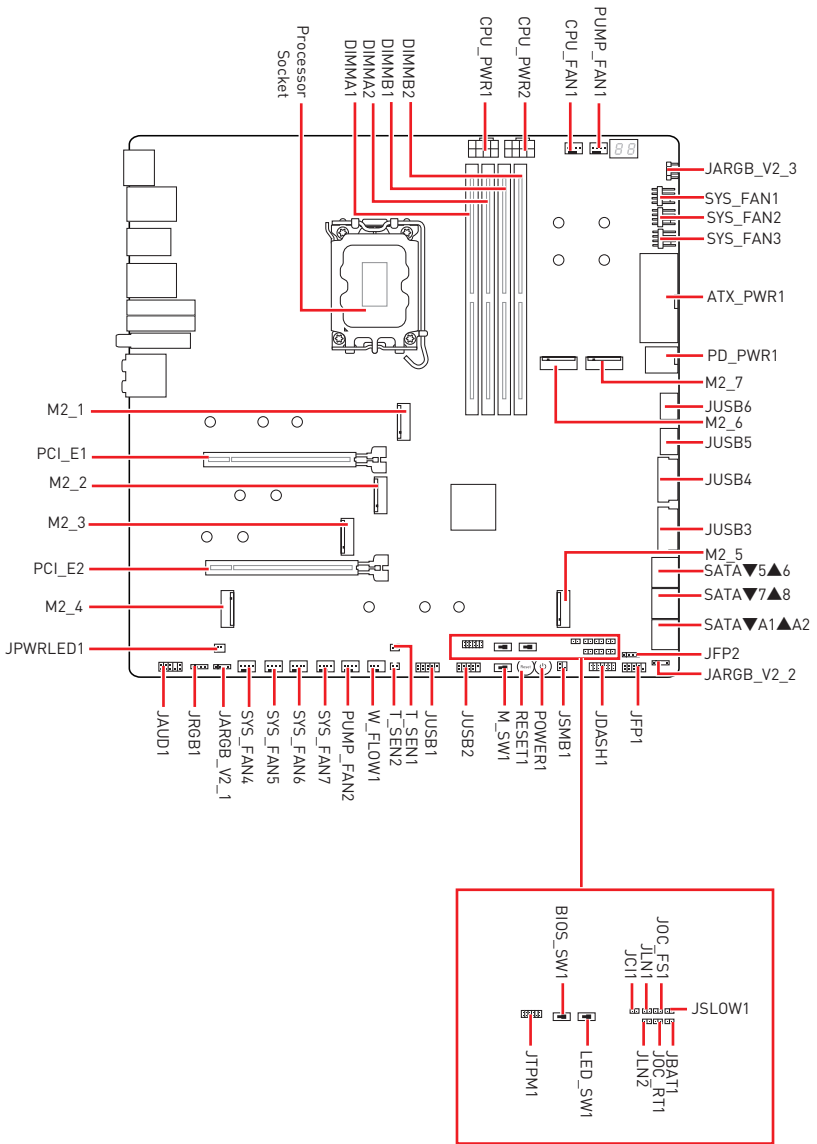 Processor
Socket
DIMMA1
DIMMA2
DIMMB1
DIMMB2
CPU_PWR1
CPU_PWR2
CPU_FAN1
PUMP_FAN1
88
JARGB_V2_3
SYS_FAN1
SYS_FAN2
SYS_FAN3
ATX_PWR1
PD_PWR1
M2_7
JUSB6
M2_6
JUSB5
JUSB4
JUSB3
M2_5
SATA▼5▲6
SATA▼7▲8
SATA▼A1▲A2
JFP2
JARGB_V2_2
M2_1
PCI_E1
M2_2
M2_3
PCI_E2
M2_4
JPWRLED1
Reset
JAUD1
JRGB1
JARGB_V2_1
SYS_FAN4
SYS_FAN5
SYS_FAN6
SYS_FAN7
PUMP_FAN2
W_FLOW1
T_SEN2
T_SEN1
JUSB1
JUSB2
M_SW1
RESET1
POWER1
JSMB1
JDASH1
JFP1
BIOS_SW1
JCI1
JLN1
JOC_FS1
JSLOW1
JTPM1
LED_SW1
JLN2
JOC_RT1
JBAT1